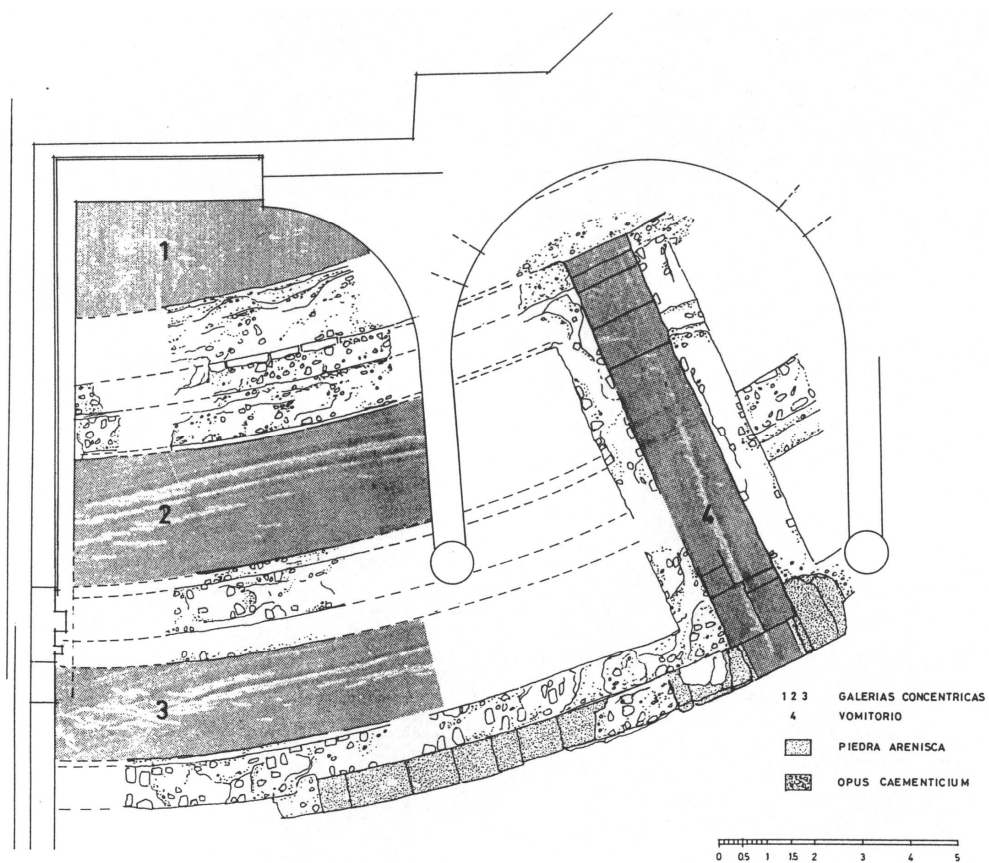 1
2
3
4
1 2 3 GALERIAS CONCENTRICAS
4 VOMITORIO
PIEDRA ARENISCA
OPUS CAEMENTICIUM
0 0.5 1 1.5 2 3 4 5